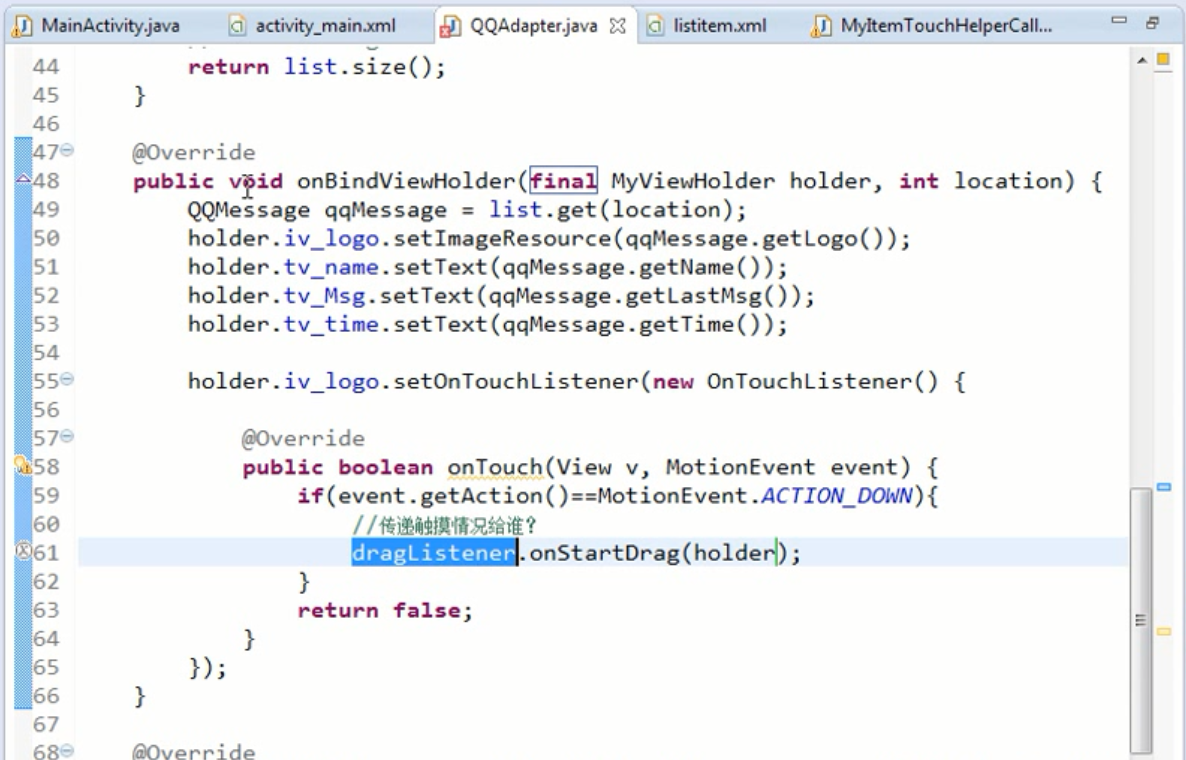 MainActivity.java activity_main.xml QQAdapter.java listitem.xml MyItemTouchHelperCall...
44 return list.size();
45 }
46
47 @Override
48 public void onBindViewHolder(final MyViewHolder holder, int location) {
49 QQMessage qqMessage = list.get(location);
50 holder.iv_logo.setImageResource(qqMessage.getLogo());
51 holder.tv_name.setText(qqMessage.getName());
52 holder.tv_Msg.setText(qqMessage.getLastMsg());
53 holder.tv_time.setText(qqMessage.getTime());
54
55 holder.iv_logo.setOnTouchListener(new OnTouchListener() {
56
57 @Override
58 public boolean onTouch(View v, MotionEvent event) {
59 if(event.getAction()==MotionEvent.ACTION_DOWN){
60 //传递触摸情况给谁?
61 dragListener.onStartDrag(holder);
62 }
63 return false;
64 }
65 });
66 }
67
68 @Override